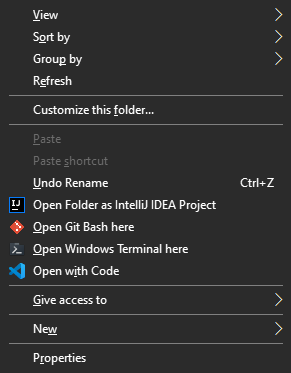 View
Sort by
Group by
Refresh
Customize this folder...
Paste
Paste shortcut
Undo Rename Ctrl+Z
IJ Open Folder as IntelliJ IDEA Project
Open Git Bash here
Open Windows Terminal here
Open with Code
Give access to
New
Properties